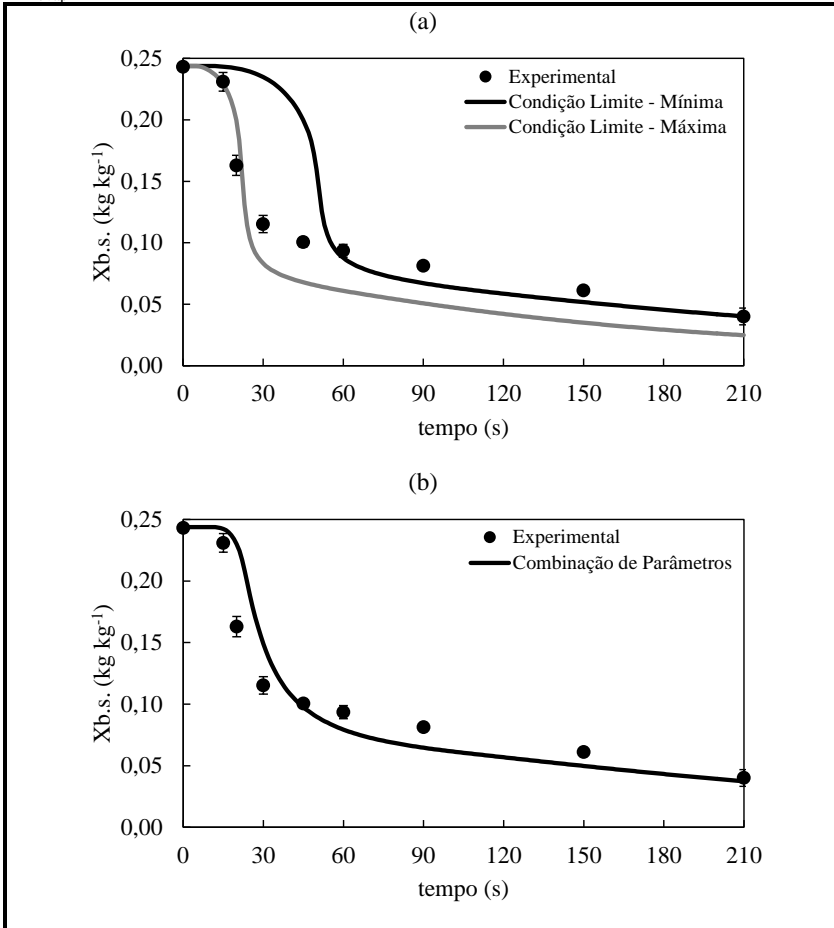 (a)
0,25
0,20
0,15
0,10
0,05
0,00
Xb.s. (kg kg⁻¹)
Experimental
Condição Limite - Mínima
Condição Limite - Máxima
0 30 60 90 120 150 180 210
tempo (s)
(b)
0,25
0,20
0,15
0,10
0,05
0,00
Xb.s. (kg kg⁻¹)
Experimental
Combinação de Parâmetros
0 30 60 90 120 150 180 210
tempo (s)